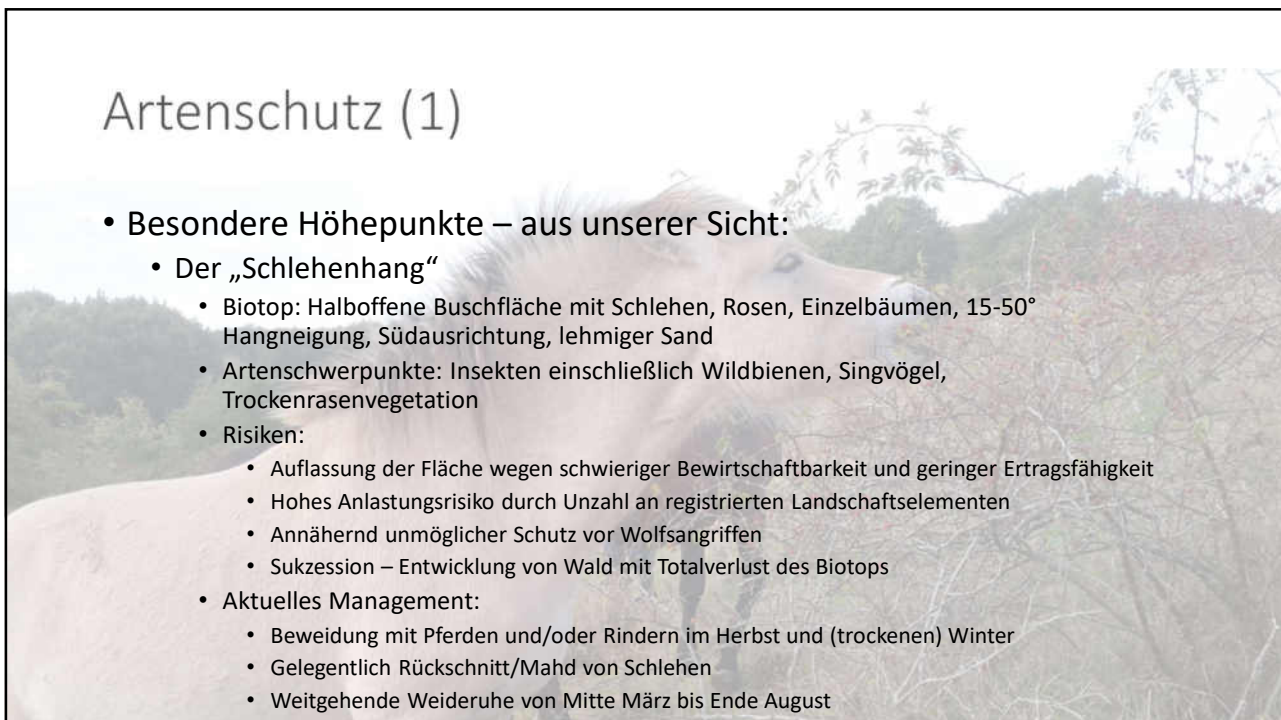 Artenschutz (1)
• Besondere Höhepunkte – aus unserer Sicht:
• Der „Schlehenhang“
• Biotop: Halboffene Buschfläche mit Schlehen, Rosen, Einzelbäumen, 15-50°
Hangneigung, Südausrichtung, lehmiger Sand
• Artenschwerpunkte: Insekten einschließlich Wildbienen, Singvögel,
Trockenrasenvegetation
• Risiken:
• Auflassung der Fläche wegen schwieriger Bewirtschaftbarkeit und geringer Ertragsfähigkeit
• Hohes Anlastungsrisiko durch Unzahl an registrierten Landschaftselementen
• Annähernd unmöglicher Schutz vor Wolfsangriffen
• Sukzession – Entwicklung von Wald mit Totalverlust des Biotops
• Aktuelles Management:
• Beweidung mit Pferden und/oder Rindern im Herbst und (trockenen) Winter
• Gelegentlich Rückschnitt/Mahd von Schlehen
• Weitgehende Weideruhe von Mitte März bis Ende August